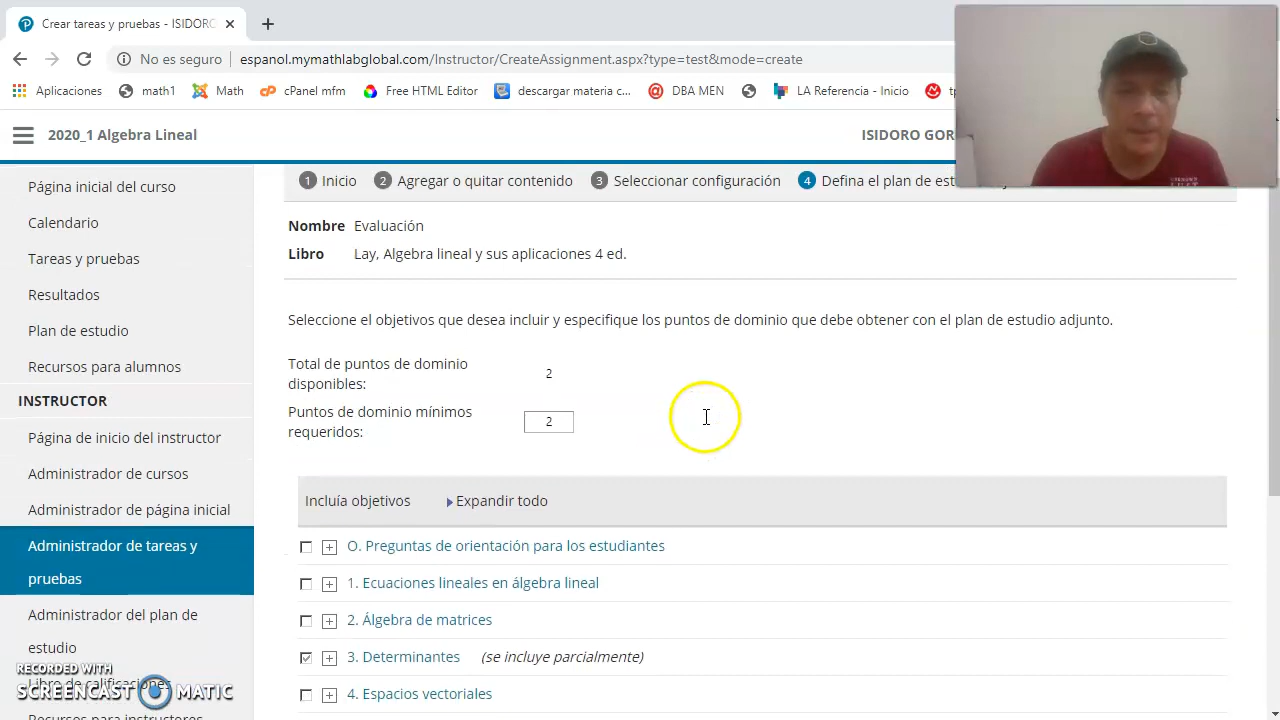 Crear tareas y pruebas - ISIDORO
No es seguro
espanol.mymathlabglobal.com/Instructor/CreateAssignment.aspx?type=test&mode=create
Aplicaciones
math1
Math
cPanel mfm
Free HTML Editor
descargar materia c...
DBA MEN
LA Referencia - Inicio
2020_1 Algebra Lineal
ISIDORO GOR
1 Inicio
2 Agregar o quitar contenido
3 Seleccionar configuración
4 Defina el plan de
Nombre Evaluación
Libro Lay, Algebra lineal y sus aplicaciones 4 ed.
Seleccione el objetivos que desea incluir y especifique los puntos de dominio que debe obtener con el plan de estudio adjunto.
Total de puntos de dominio
disponibles:
2
Puntos de dominio mínimos
requeridos:
2
Incluía objetivos
Expandir todo
O. Preguntas de orientación para los estudiantes
1. Ecuaciones lineales en álgebra lineal
2. Álgebra de matrices
3. Determinantes (se incluye parcialmente)
4. Espacios vectoriales
Página inicial del curso
Calendario
Tareas y pruebas
Resultados
Plan de estudio
Recursos para alumnos
INSTRUCTOR
Página de inicio del instructor
Administrador de cursos
Administrador de página inicial
Administrador de tareas y
pruebas
Administrador del plan de
estudio
Libro de calificaciones
Recursos para instructores
RECORDED WITH
SCREENCAST MATIC